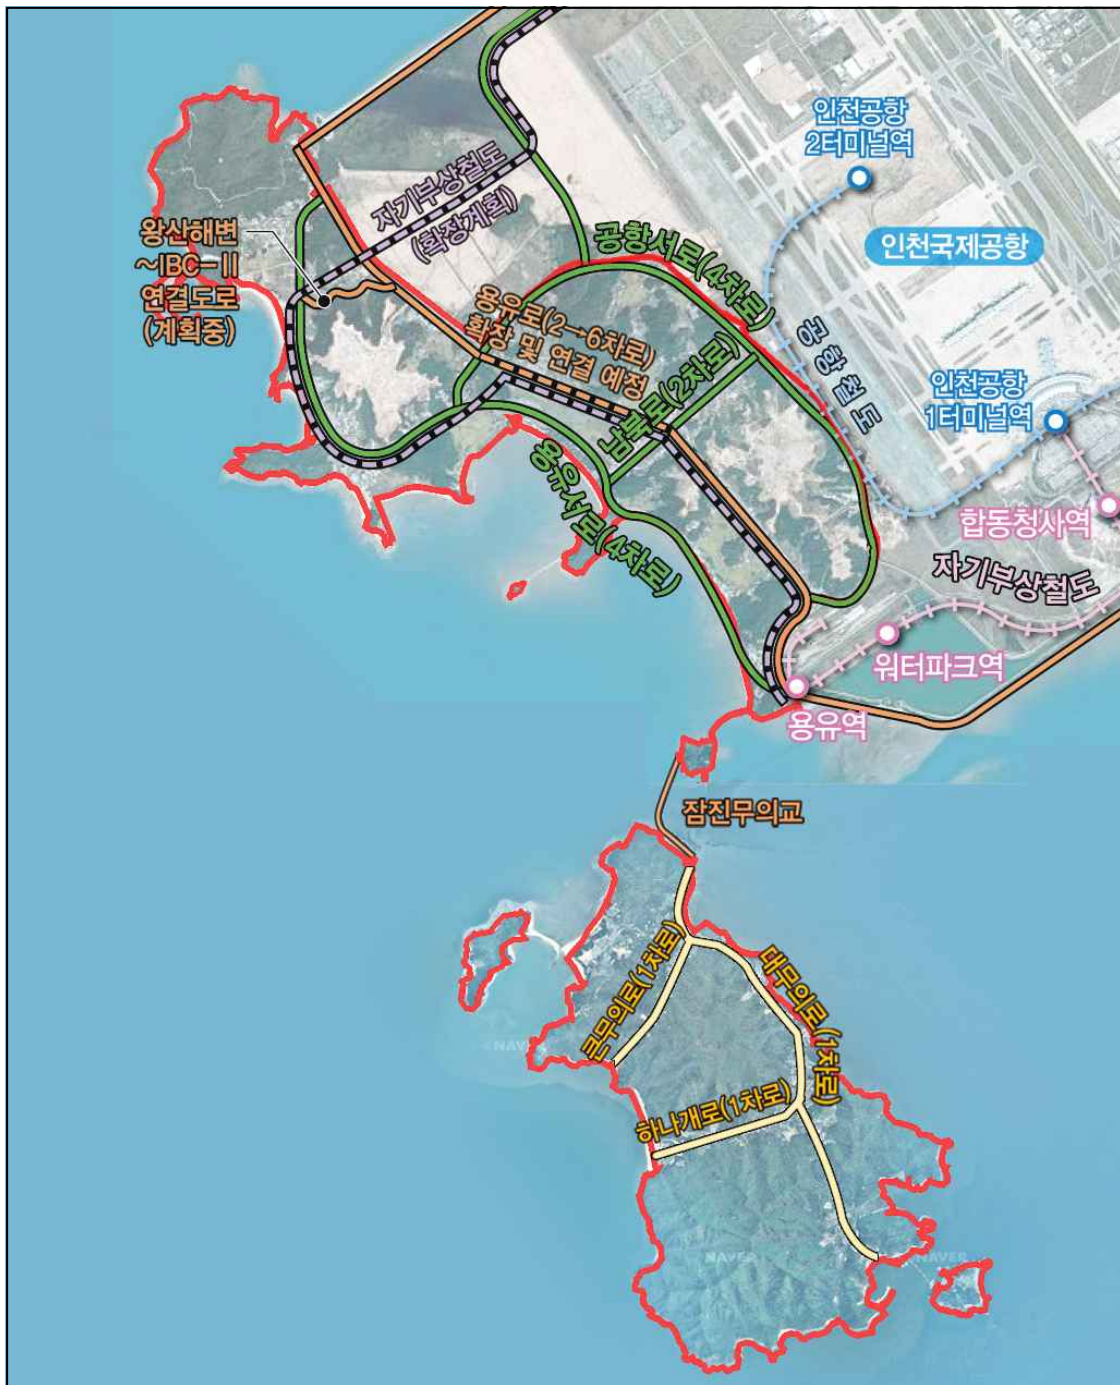 인천공항
2터미널역
자기부상철도
(확장계획)
왕산해변
~IBC-II
연결도로
(계획중)
공항서로(4차로)
인천국제공항
용유로(2→6차로)
확장 및 연결 예정
공항철도
남북로(2차로)
인천공항
1터미널역
용유서로(4차로)
합동청사역
자기부상철도
워터파크역
용유역
잠진무의교
큰무의로(1차로)
대무의로(1차로)
NAVER
하나개로(1차로)
NAVER
NAVER